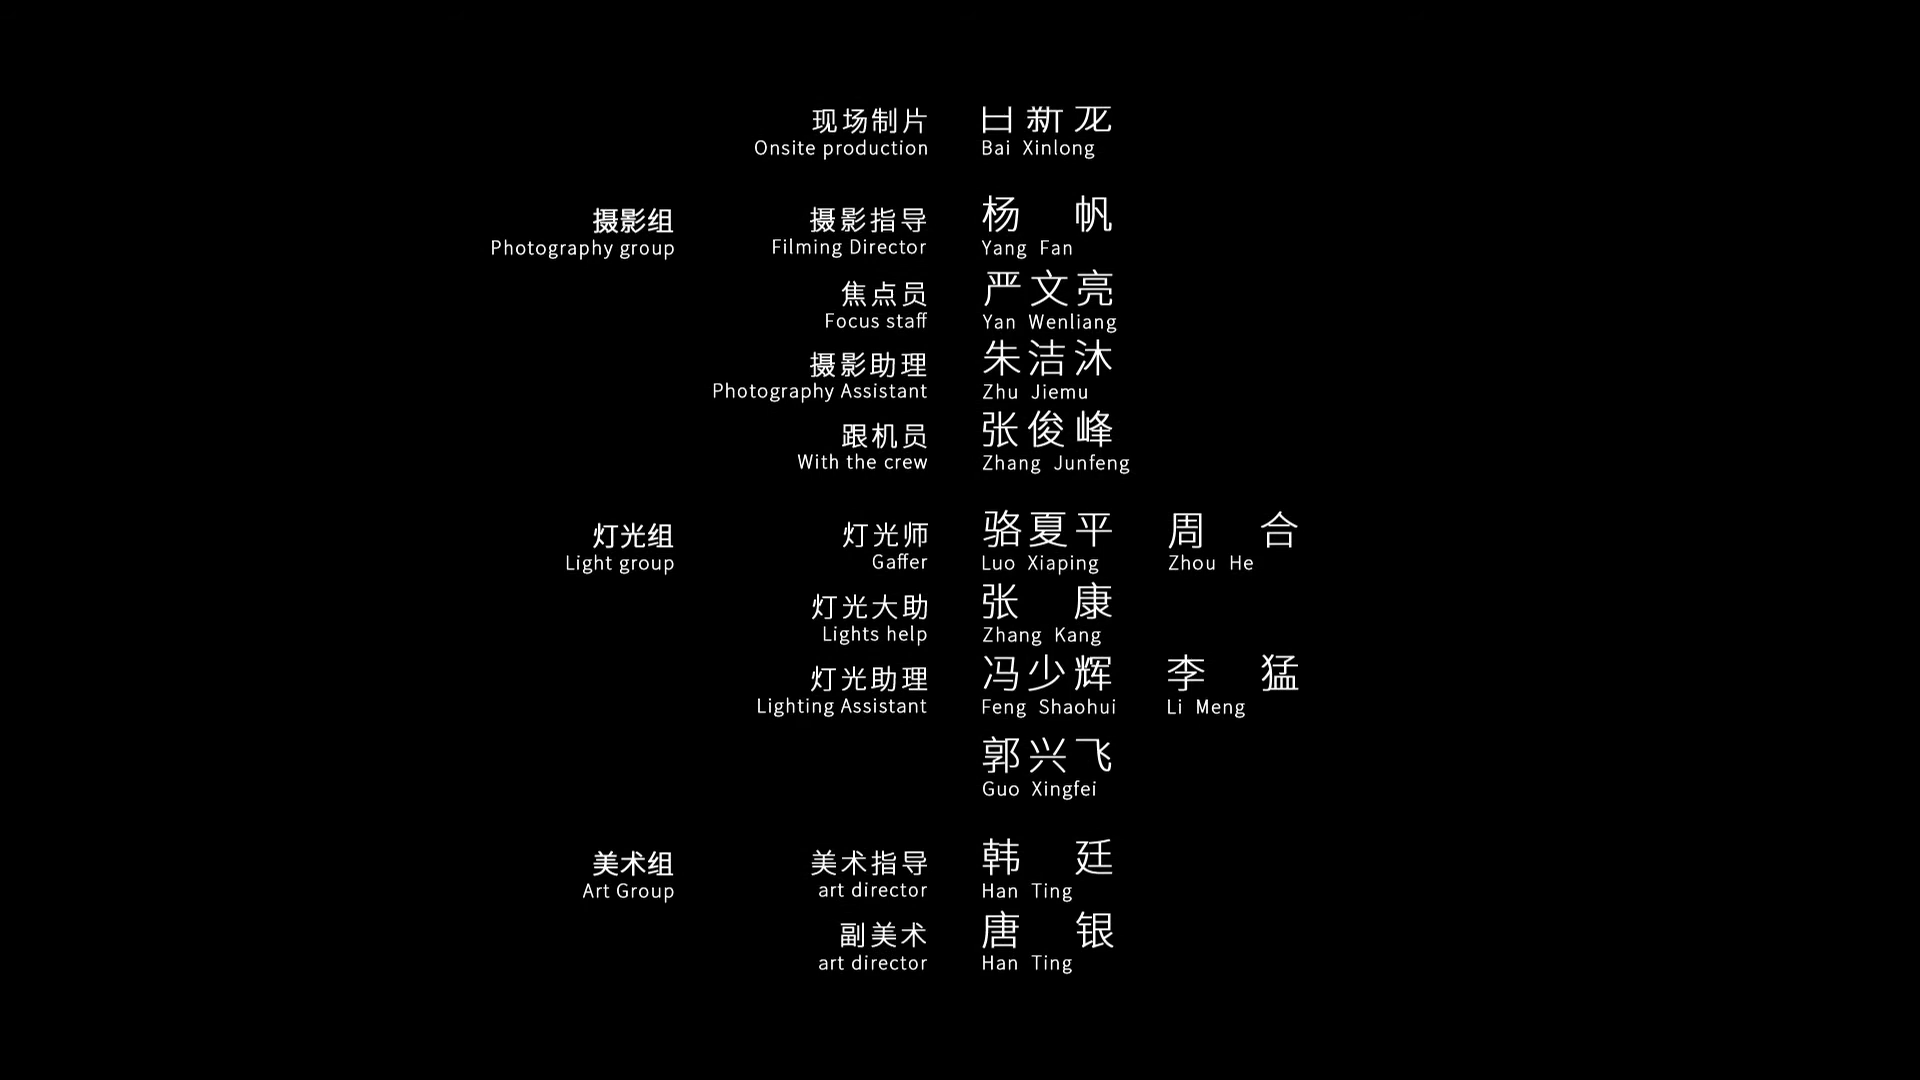 现场制片 白新龙
Onsite production Bai Xinlong
摄影组 摄影指导 杨 帆
Photography group Filming Director Yang Fan
焦点员 严文亮
Focus staff Yan Wenliang
摄影助理 朱洁沐
Photography Assistant Zhu Jiemu
跟机员 张俊峰
With the crew Zhang Junfeng
灯光组 灯光师 骆夏平 周 合
Light group Gaffer Luo Xiaping Zhou He
灯光大助 张 康
Lights help Zhang Kang
灯光助理 冯少辉 李 猛
Lighting Assistant Feng Shaohui Li Meng
郭兴飞
Guo Xingfei
美术组 美术指导 韩 廷
Art Group art director Han Ting
副美术 唐 银
art director Han Ting